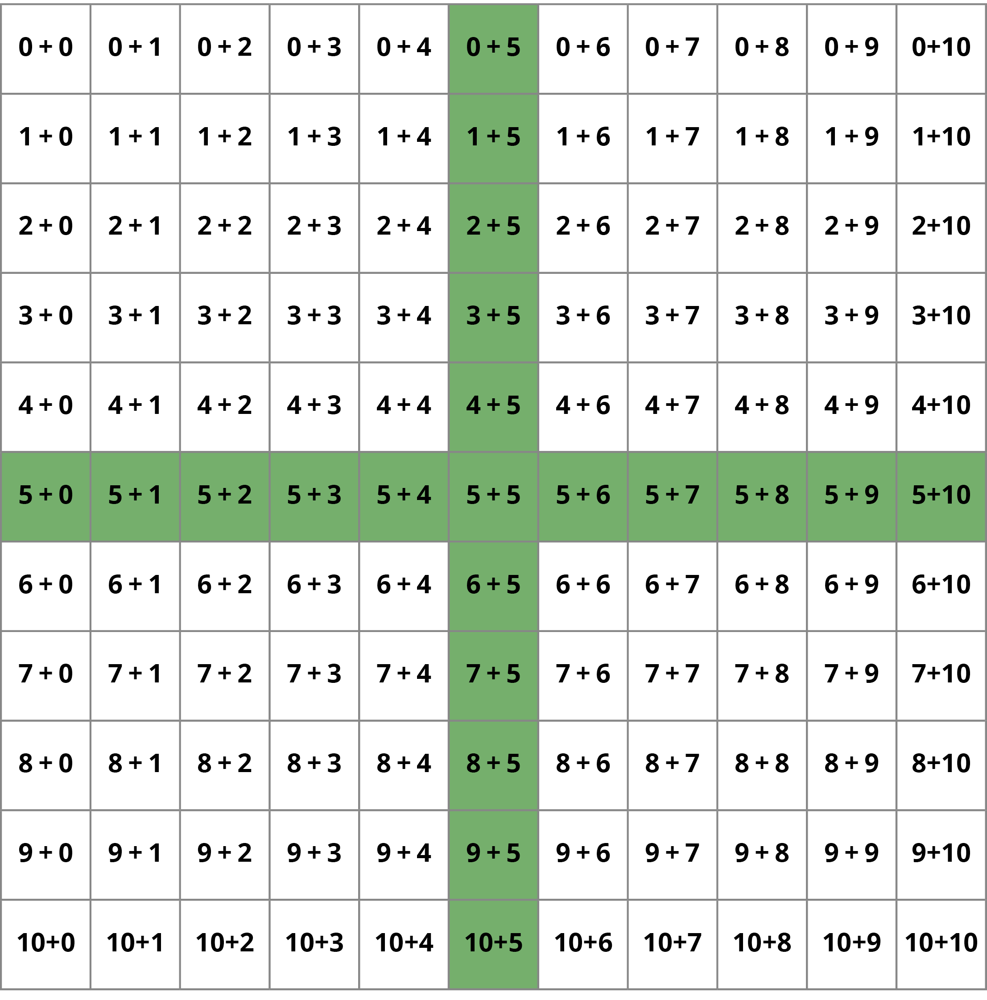 0 + 0 0 + 1 0 + 2 0 + 3 0 + 4 0 + 5 0 + 6 0 + 7 0 + 8 0 + 9 0+10
1 + 0 1 + 1 1 + 2 1 + 3 1 + 4 1 + 5 1 + 6 1 + 7 1 + 8 1 + 9 1+10
2 + 0 2 + 1 2 + 2 2 + 3 2 + 4 2 + 5 2 + 6 2 + 7 2 + 8 2 + 9 2+10
3 + 0 3 + 1 3 + 2 3 + 3 3 + 4 3 + 5 3 + 6 3 + 7 3 + 8 3 + 9 3+10
4 + 0 4 + 1 4 + 2 4 + 3 4 + 4 4 + 5 4 + 6 4 + 7 4 + 8 4 + 9 4+10
5 + 0 5 + 1 5 + 2 5 + 3 5 + 4 5 + 5 5 + 6 5 + 7 5 + 8 5 + 9 5+10
6 + 0 6 + 1 6 + 2 6 + 3 6 + 4 6 + 5 6 + 6 6 + 7 6 + 8 6 + 9 6+10
7 + 0 7 + 1 7 + 2 7 + 3 7 + 4 7 + 5 7 + 6 7 + 7 7 + 8 7 + 9 7+10
8 + 0 8 + 1 8 + 2 8 + 3 8 + 4 8 + 5 8 + 6 8 + 7 8 + 8 8 + 9 8+10
9 + 0 9 + 1 9 + 2 9 + 3 9 + 4 9 + 5 9 + 6 9 + 7 9 + 8 9 + 9 9+10
10+0 10+1 10+2 10+3 10+4 10+5 10+6 10+7 10+8 10+9 10+10